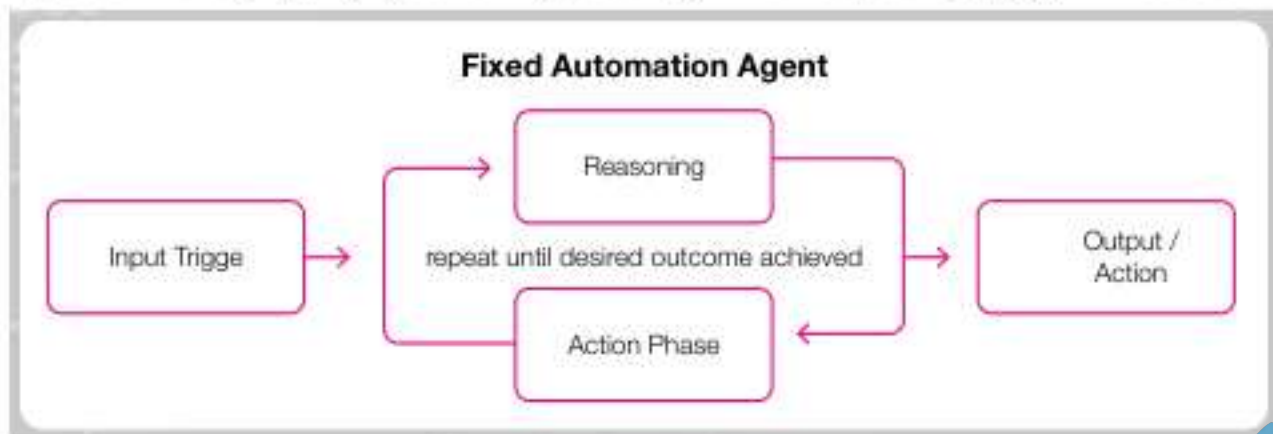 Fixed Automation Agent
Reasoning
Input Trigge
repeat until desired outcome achieved
Output /
Action
Action Phase